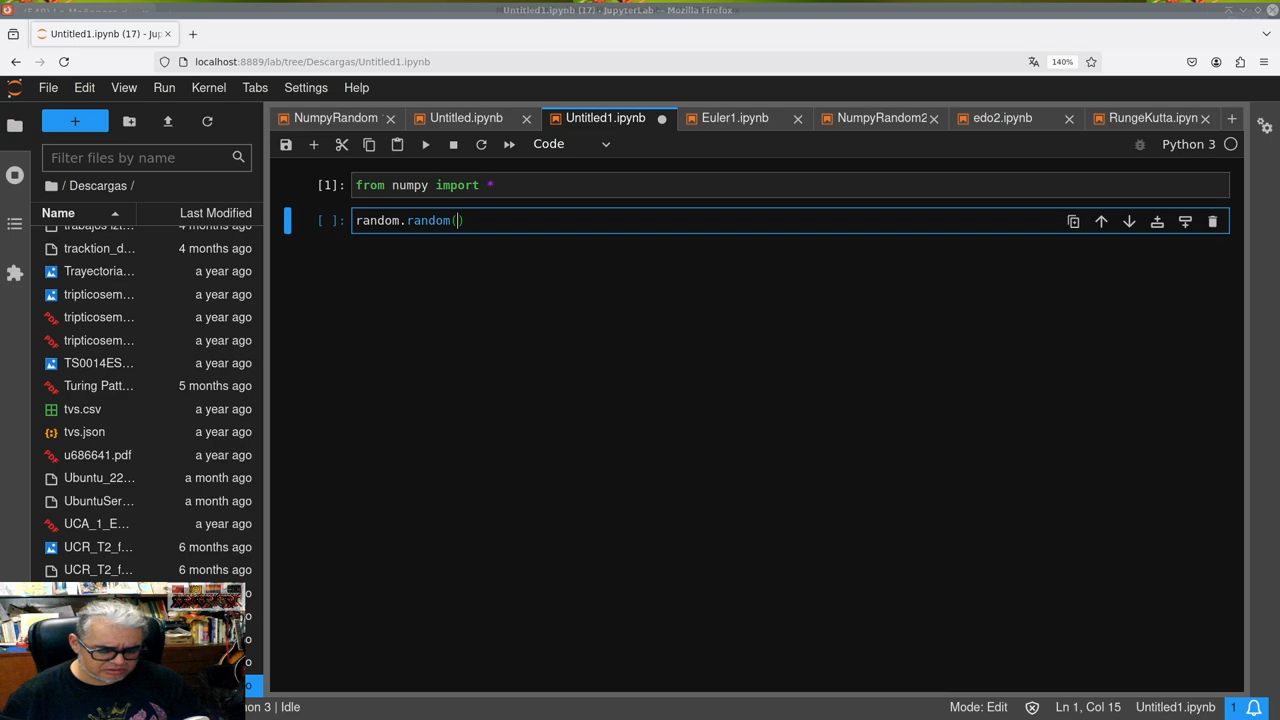 Untitled1.ipynb (17) - JupyterLab — Mozilla Firefox
Untitled1.ipynb (17) - Jup
localhost:8889/lab/tree/Descargas/Untitled1.ipynb
140%
File Edit View Run Kernel Tabs Settings Help
NumpyRandom
Untitled.ipynb
Untitled1.ipynb
Euler1.ipynb
NumpyRandom2
edo2.ipynb
RungeKutta.ipyn
Code
Python 3
Filter files by name
/ Descargas /
Name Last Modified
trabajos 4 months ago
tracktion_d… 4 months ago
Trayectoria… a year ago
tripticosem… a year ago
tripticosem… a year ago
tripticosem… a year ago
TS0014ES… a year ago
Turing Patt… 5 months ago
tvs.csv a year ago
tvs.json a year ago
u686641.pdf a year ago
Ubuntu_22… a month ago
UbuntuSer… a month ago
UCA_1_E… a year ago
UCR_T2_f… 6 months ago
UCR_T2_f… 6 months ago
[1]: from numpy import *
[ ]: random.random()
on 3 | Idle
Mode: Edit
Ln 1, Col 15
Untitled1.ipynb
1